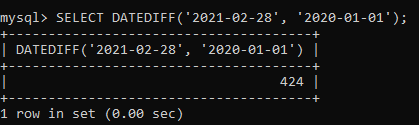 mysql> SELECT DATEDIFF('2021-02-28', '2020-01-01');
+--------------------------------------+
| DATEDIFF('2021-02-28', '2020-01-01') |
+--------------------------------------+
|                                  424 |
+--------------------------------------+
1 row in set (0.00 sec)